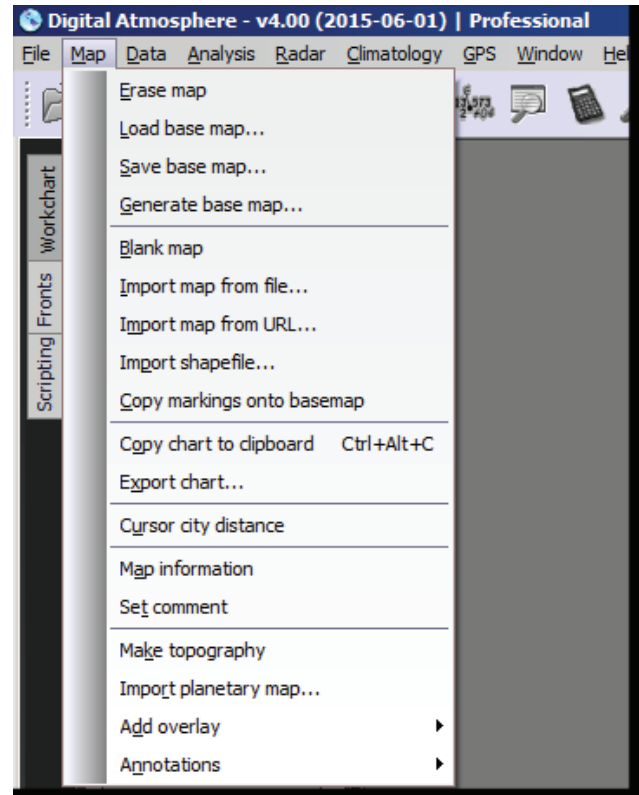 Digital Atmosphere - v4.00 (2015-06-01) | Professional
File Map Data Analysis Radar Climatology GPS Window Hel
Erase map
Load base map...
Save base map...
Generate base map...
Blank map
Import map from file...
Import map from URL...
Import shapefile...
Copy markings onto basemap
Copy chart to clipboard Ctrl+Alt+C
Export chart...
Cursor city distance
Map information
Set comment
Make topography
Import planetary map...
Add overlay
Annotations
Workchart
Fronts
Scripting